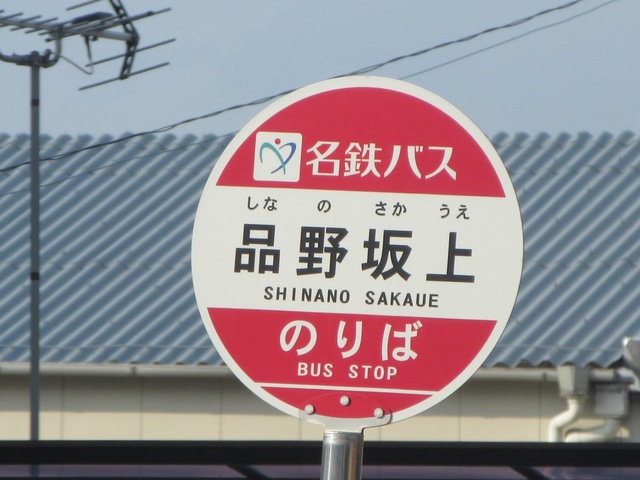 名鉄バス
しな の さか うえ
品野坂上
SHINANO SAKAUE
のりば
BUS STOP